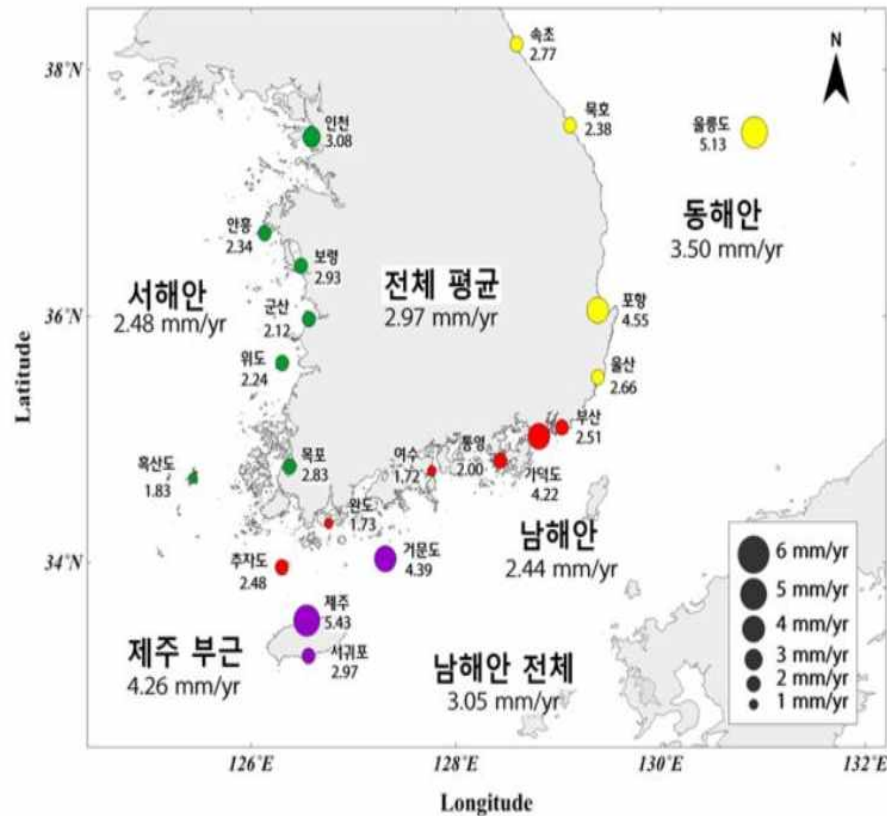 N
속초
2.77
38°N
묵호
2.38
울릉도
5.13
인천
3.08
동해안
3.50 mm/yr
안흥
2.34
보령
2.93
서해안
2.48 mm/yr
전체 평균
2.97 mm/yr
36°N
군산
2.12
포항
4.55
위도
2.24
울산
2.66
Latitude
부산
2.51
목포
2.83
여수
1.72
통영
2.00
가덕도
4.22
흑산도
1.83
완도
1.73
남해안
2.44 mm/yr
34°N
추자도
2.48
거문도
4.39
제주
5.43
서귀포
2.97
제주 부근
4.26 mm/yr
남해안 전체
3.05 mm/yr
6 mm/yr
5 mm/yr
4 mm/yr
3 mm/yr
2 mm/yr
1 mm/yr
126°E
128°E
130°E
132°E
Longitude